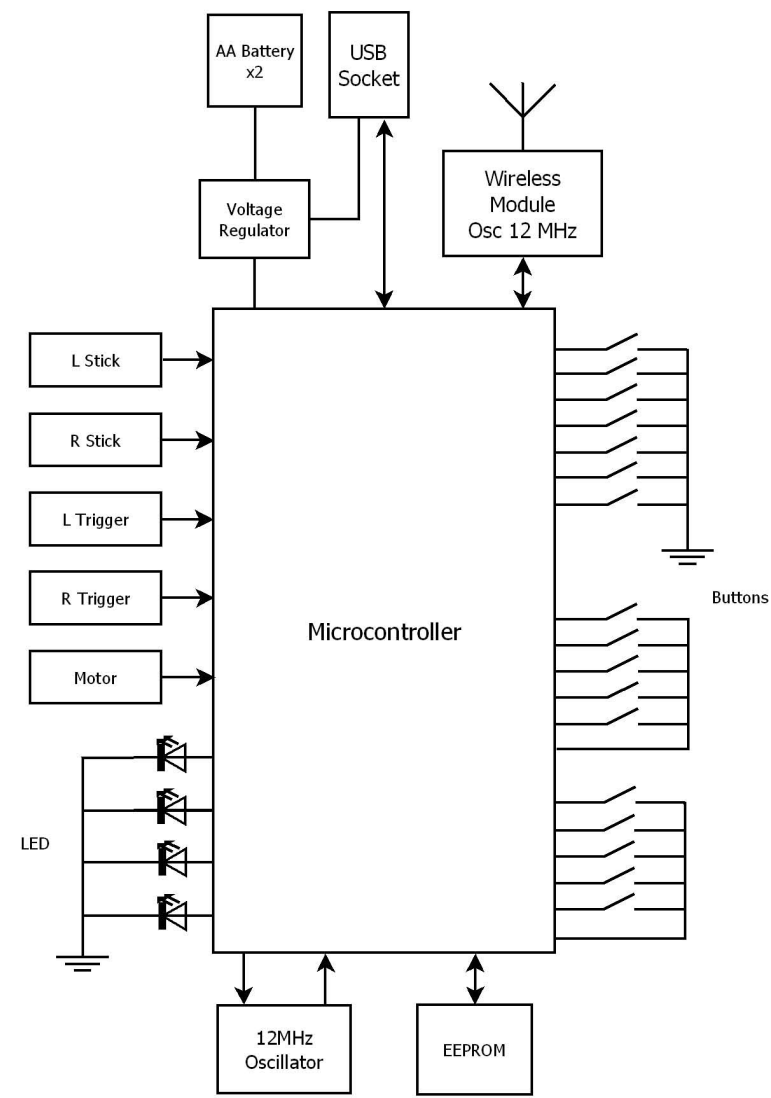 AA Battery
x2
USB
Socket
Wireless
Module
Osc 12 MHz
Voltage
Regulator
L Stick
R Stick
L Trigger
R Trigger
Motor
Microcontroller
Buttons
LED
12MHz
Oscillator
EEPROM